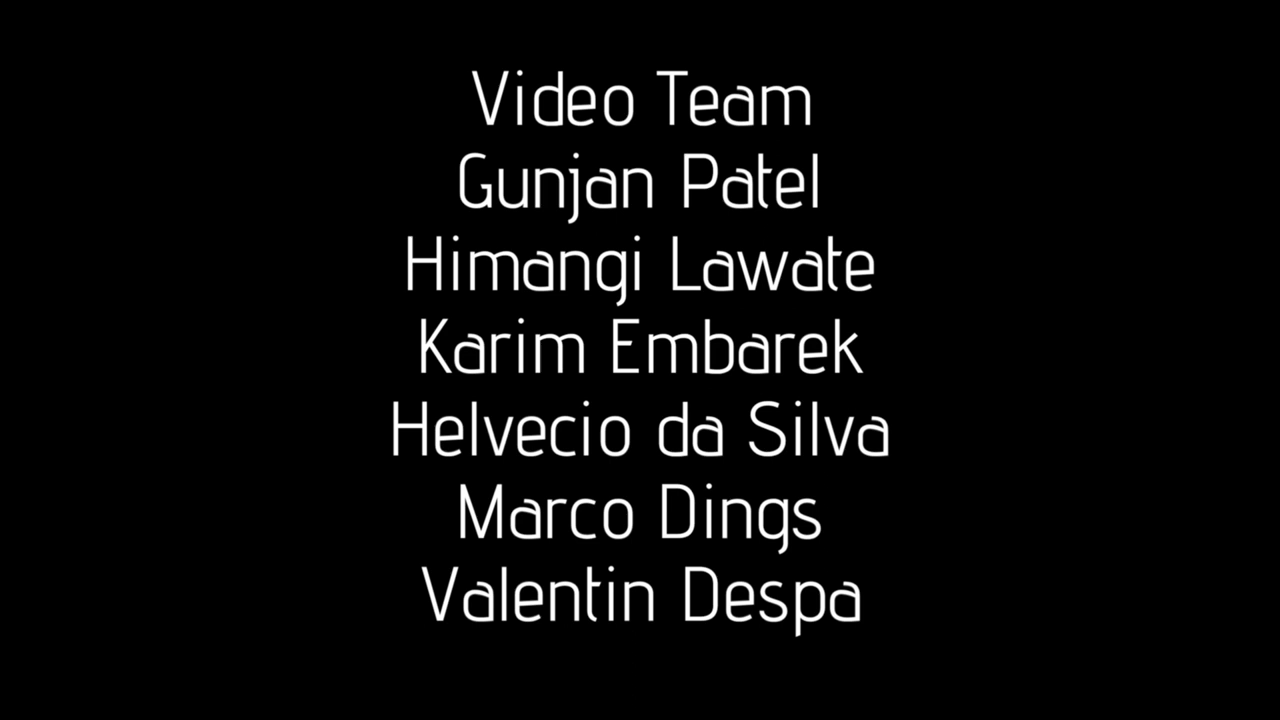 Video Team
Gunjan Patel
Himangi Lawate
Karim Embarek
Helvecio da Silva
Marco Dings
Valentin Despa